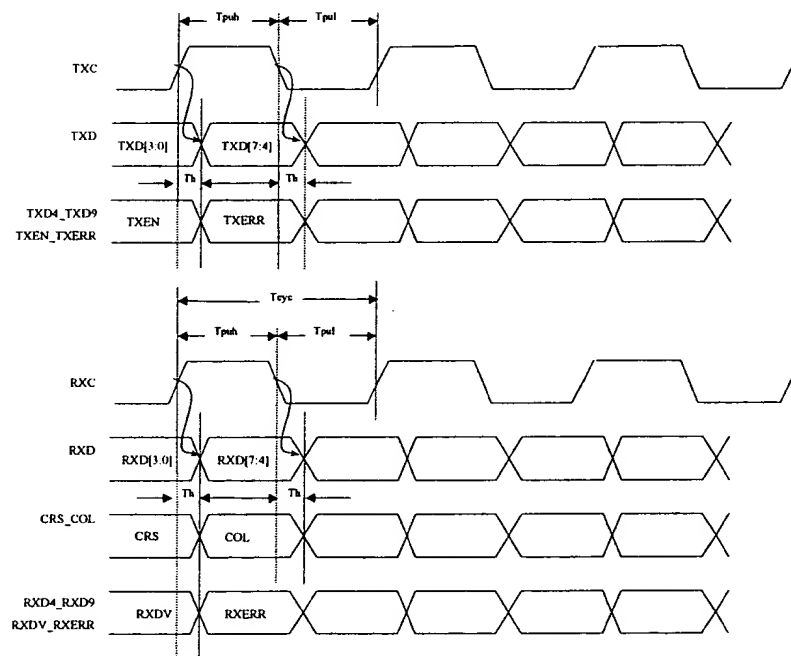 Tpuh Tpul
TXC
TXD
TXD[3:0] TXD[7:4]
Th Th
TXD4_TXD9
TXEN_TXERR
TXEN TXERR
Tcyc
Tpuh Tpul
RXC
RXD
RXD[3:0] RXD[7:4]
Th Th
CRS_COL
CRS COL
RXD4_RXD9
RXDV_RXERR
RXDV RXERR